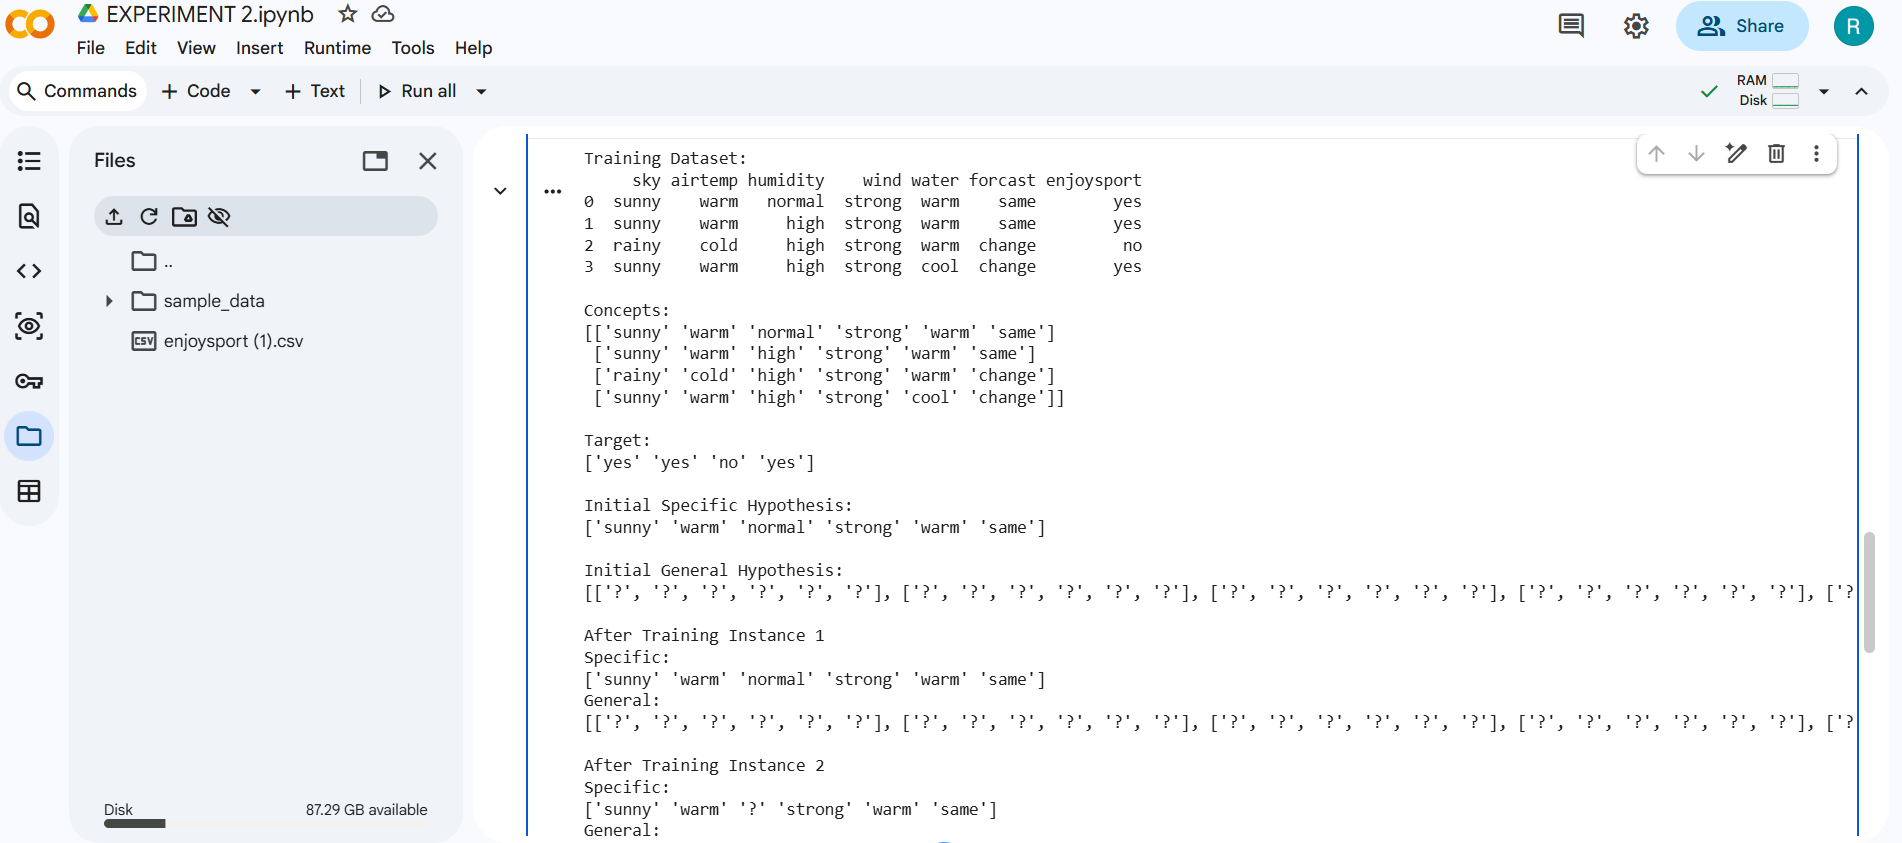 EXPERIMENT 2.ipynb
File Edit View Insert Runtime Tools Help
Share
R
Commands + Code + Text Run all
RAM
Disk
Files
..
sample_data
CSV enjoysport (1).csv
Disk 87.29 GB available
Training Dataset:
sky airtemp humidity wind water forcast enjoysport
0 sunny warm normal strong warm same yes
1 sunny warm high strong warm same yes
2 rainy cold high strong warm change no
3 sunny warm high strong cool change yes
Concepts:
[['sunny' 'warm' 'normal' 'strong' 'warm' 'same']
['sunny' 'warm' 'high' 'strong' 'warm' 'same']
['rainy' 'cold' 'high' 'strong' 'warm' 'change']
['sunny' 'warm' 'high' 'strong' 'cool' 'change']]
Target:
['yes' 'yes' 'no' 'yes']
Initial Specific Hypothesis:
['sunny' 'warm' 'normal' 'strong' 'warm' 'same']
Initial General Hypothesis:
[['?', '?', '?', '?', '?', '?'], ['?', '?', '?', '?', '?', '?'], ['?', '?', '?', '?', '?', '?'], ['?', '?', '?', '?', '?', '?'], ['?
After Training Instance 1
Specific:
['sunny' 'warm' 'normal' 'strong' 'warm' 'same']
General:
[['?', '?', '?', '?', '?', '?'], ['?', '?', '?', '?', '?', '?'], ['?', '?', '?', '?', '?', '?'], ['?', '?', '?', '?', '?', '?'], ['?
After Training Instance 2
Specific:
['sunny' 'warm' '?' 'strong' 'warm' 'same']
General: